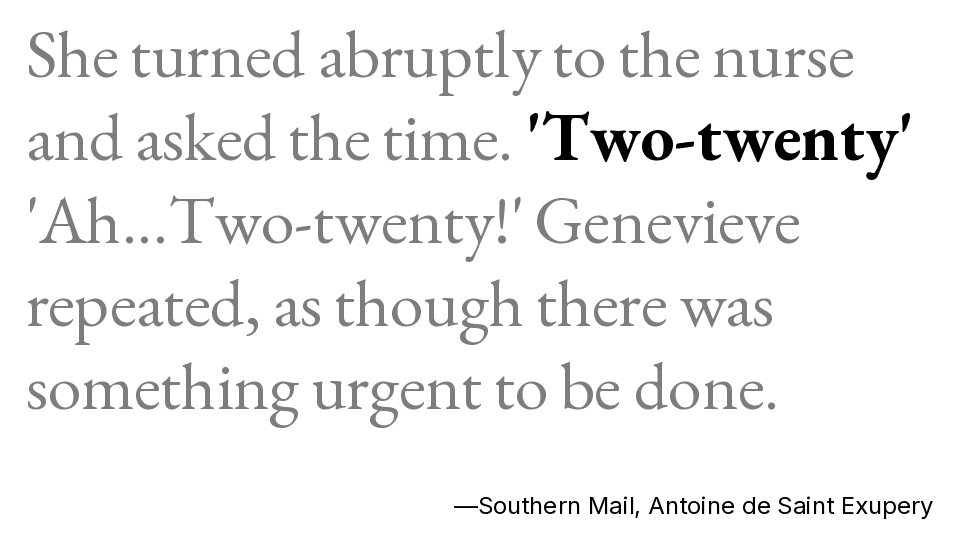 She turned abruptly to the nurse
and asked the time. 'Two-twenty'
'Ah...Two-twenty!' Genevieve
repeated, as though there was
something urgent to be done.
—Southern Mail, Antoine de Saint Exupery